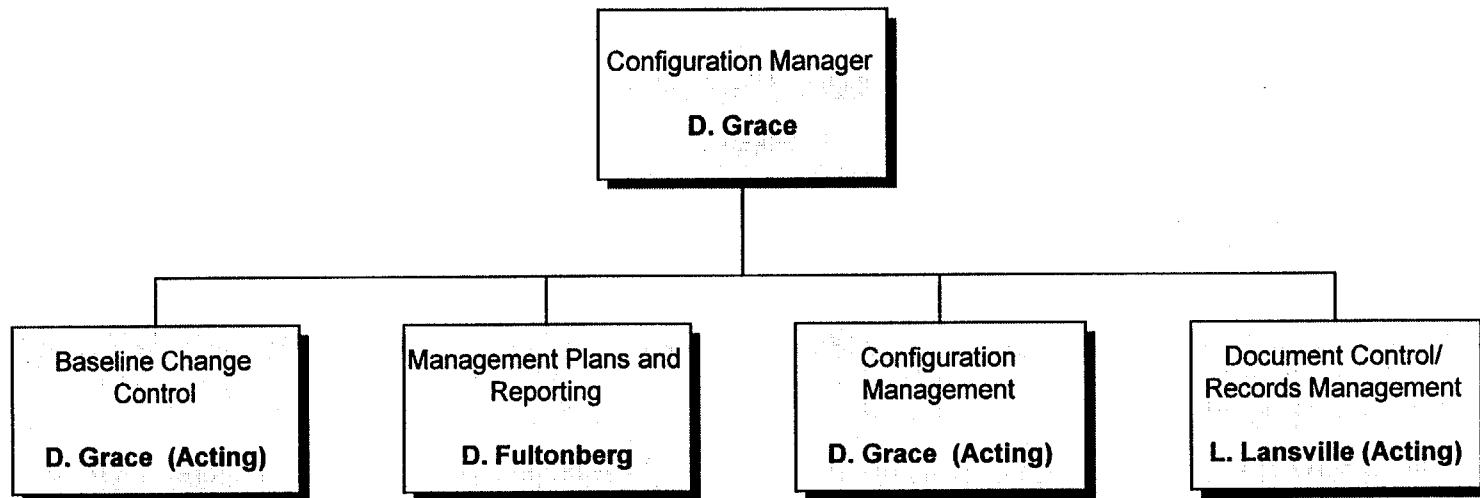 Configuration Manager
D. Grace
Baseline Change
Control
D. Grace (Acting)
Management Plans and
Reporting
D. Fultonberg
Configuration
Management
D. Grace (Acting)
Document Control/
Records Management
L. Lansville (Acting)